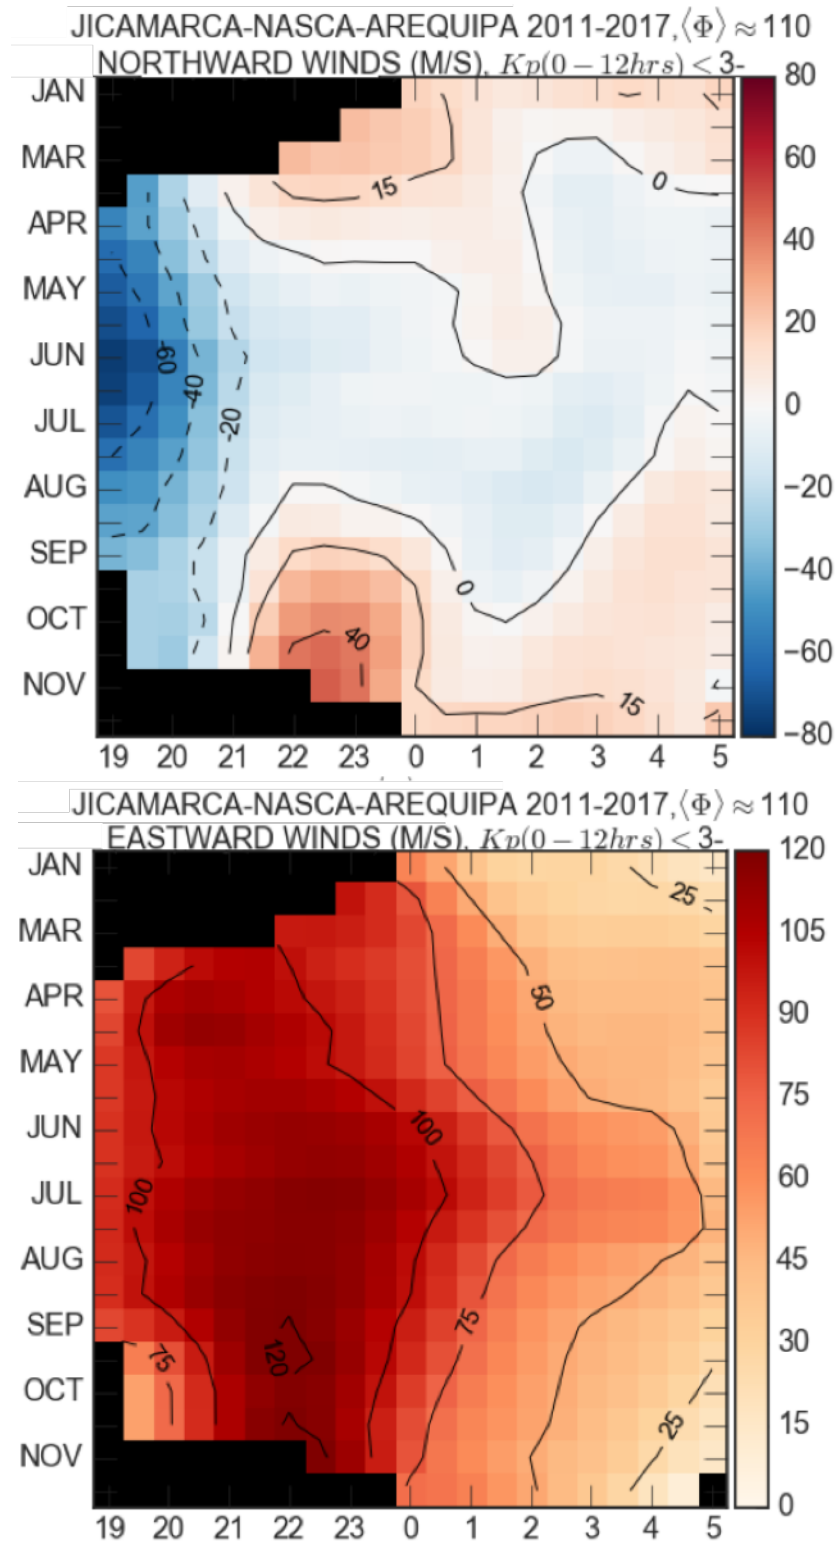 JICAMARCA-NASCA-AREQUIPA 2011-2017,⟨Φ⟩ ≈ 110
NORTHWARD WINDS (M/S), Kp(0 − 12hrs) < 3-
JAN
MAR
APR
MAY
JUN
JUL
AUG
SEP
OCT
NOV
15
0
-60
-40
-20
0
40
15
80
60
40
20
0
−20
−40
−60
−80
19 20 21 22 23 0 1 2 3 4 5
JICAMARCA-NASCA-AREQUIPA 2011-2017,⟨Φ⟩ ≈ 110
EASTWARD WINDS (M/S), Kp(0 − 12hrs) < 3-
JAN
MAR
APR
MAY
JUN
JUL
AUG
SEP
OCT
NOV
25
50
100
100
75
120
75
25
120
105
90
75
60
45
30
15
0
19 20 21 22 23 0 1 2 3 4 5